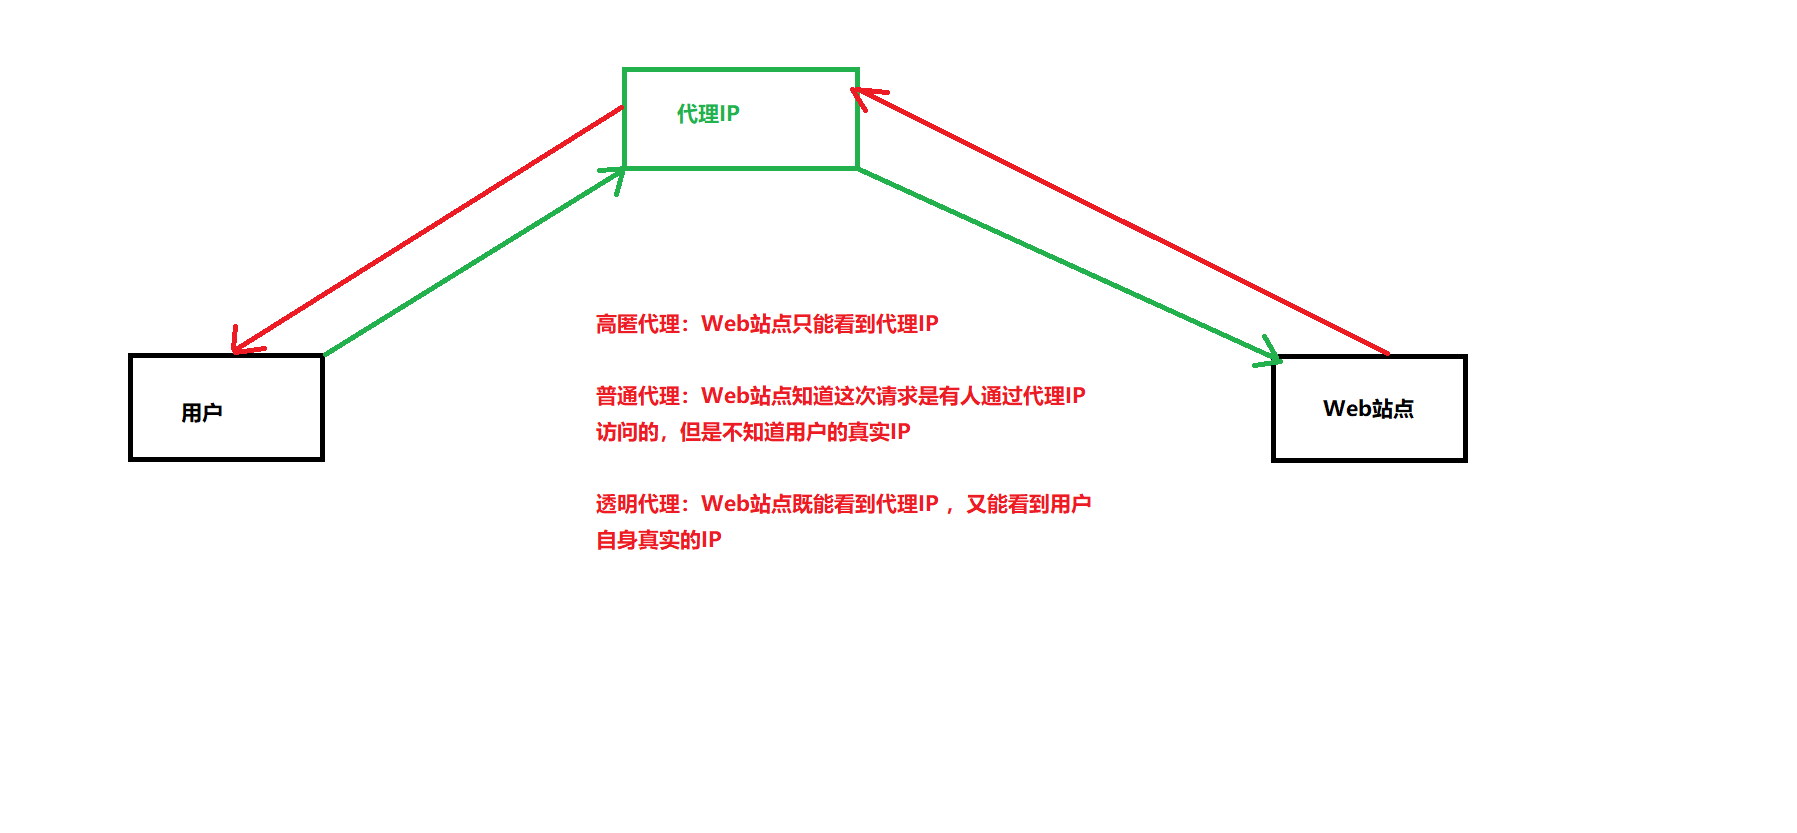 代理IP
高匿代理：Web站点只能看到代理IP
普通代理：Web站点知道这次请求是有人通过代理IP
访问的，但是不知道用户的真实IP
用户
Web站点
透明代理：Web站点既能看到代理IP ，又能看到用户
自身真实的IP